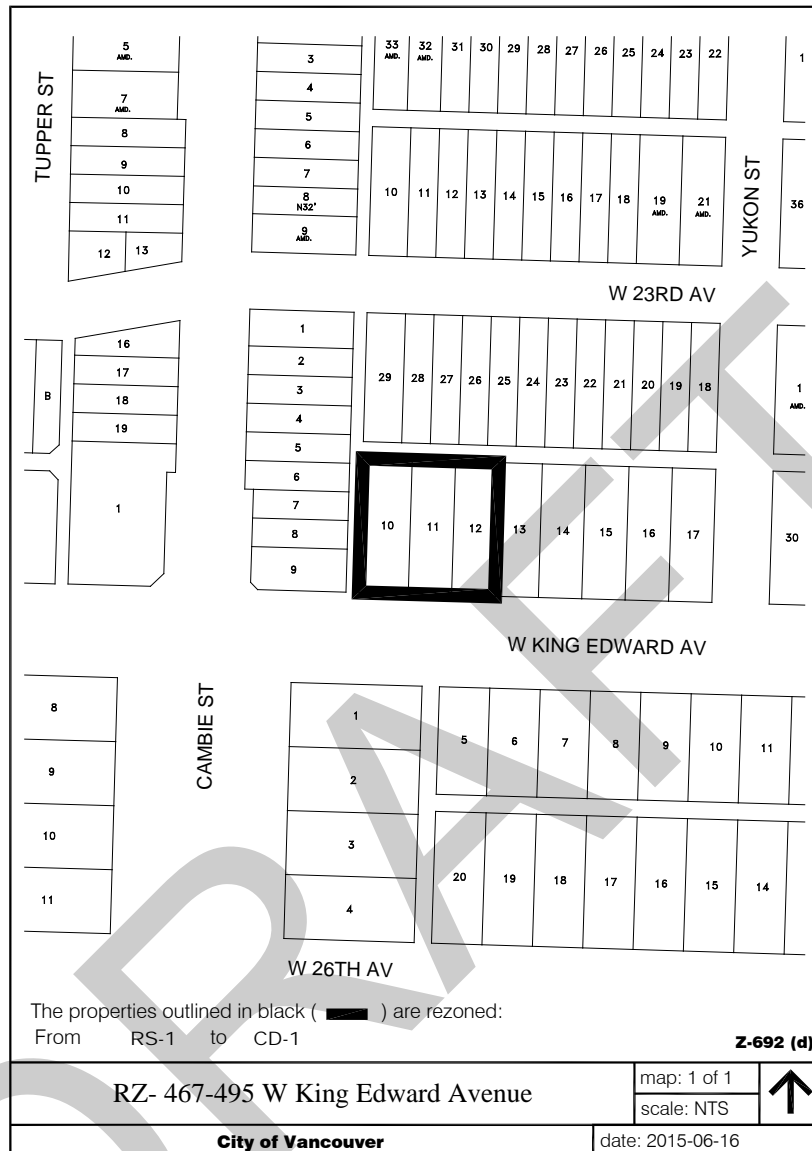 5 AMD.
7 AMD.
8
9
10
11
12 13
TUPPER ST
3
4
5
6
7
8 N32'
9 AMD.
33 AMD. 32 AMD. 31 30 29 28 27 26 25 24 23 22
1
10 11 12 13 14 15 16 17 18 19 AMD. 21 AMD.
YUKON ST
36
W 23RD AV
B
16
17
18
19
1
1
2
3
4
5
6
7
8
9
29 28 27 26 25 24 23 22 21 20 19 18
1 AMD.
10 11 12 13 14 15 16 17
30
W KING EDWARD AV
8
9
10
11
CAMBIE ST
1
2
3
4
5 6 7 8 9 10 11
20 19 18 17 16 15 14
W 26TH AV
DRAFT
The properties outlined in black ( ) are rezoned:
From RS-1 to CD-1
Z-692 (d)
RZ- 467-495 W King Edward Avenue
map: 1 of 1
scale: NTS
City of Vancouver
date: 2015-06-16